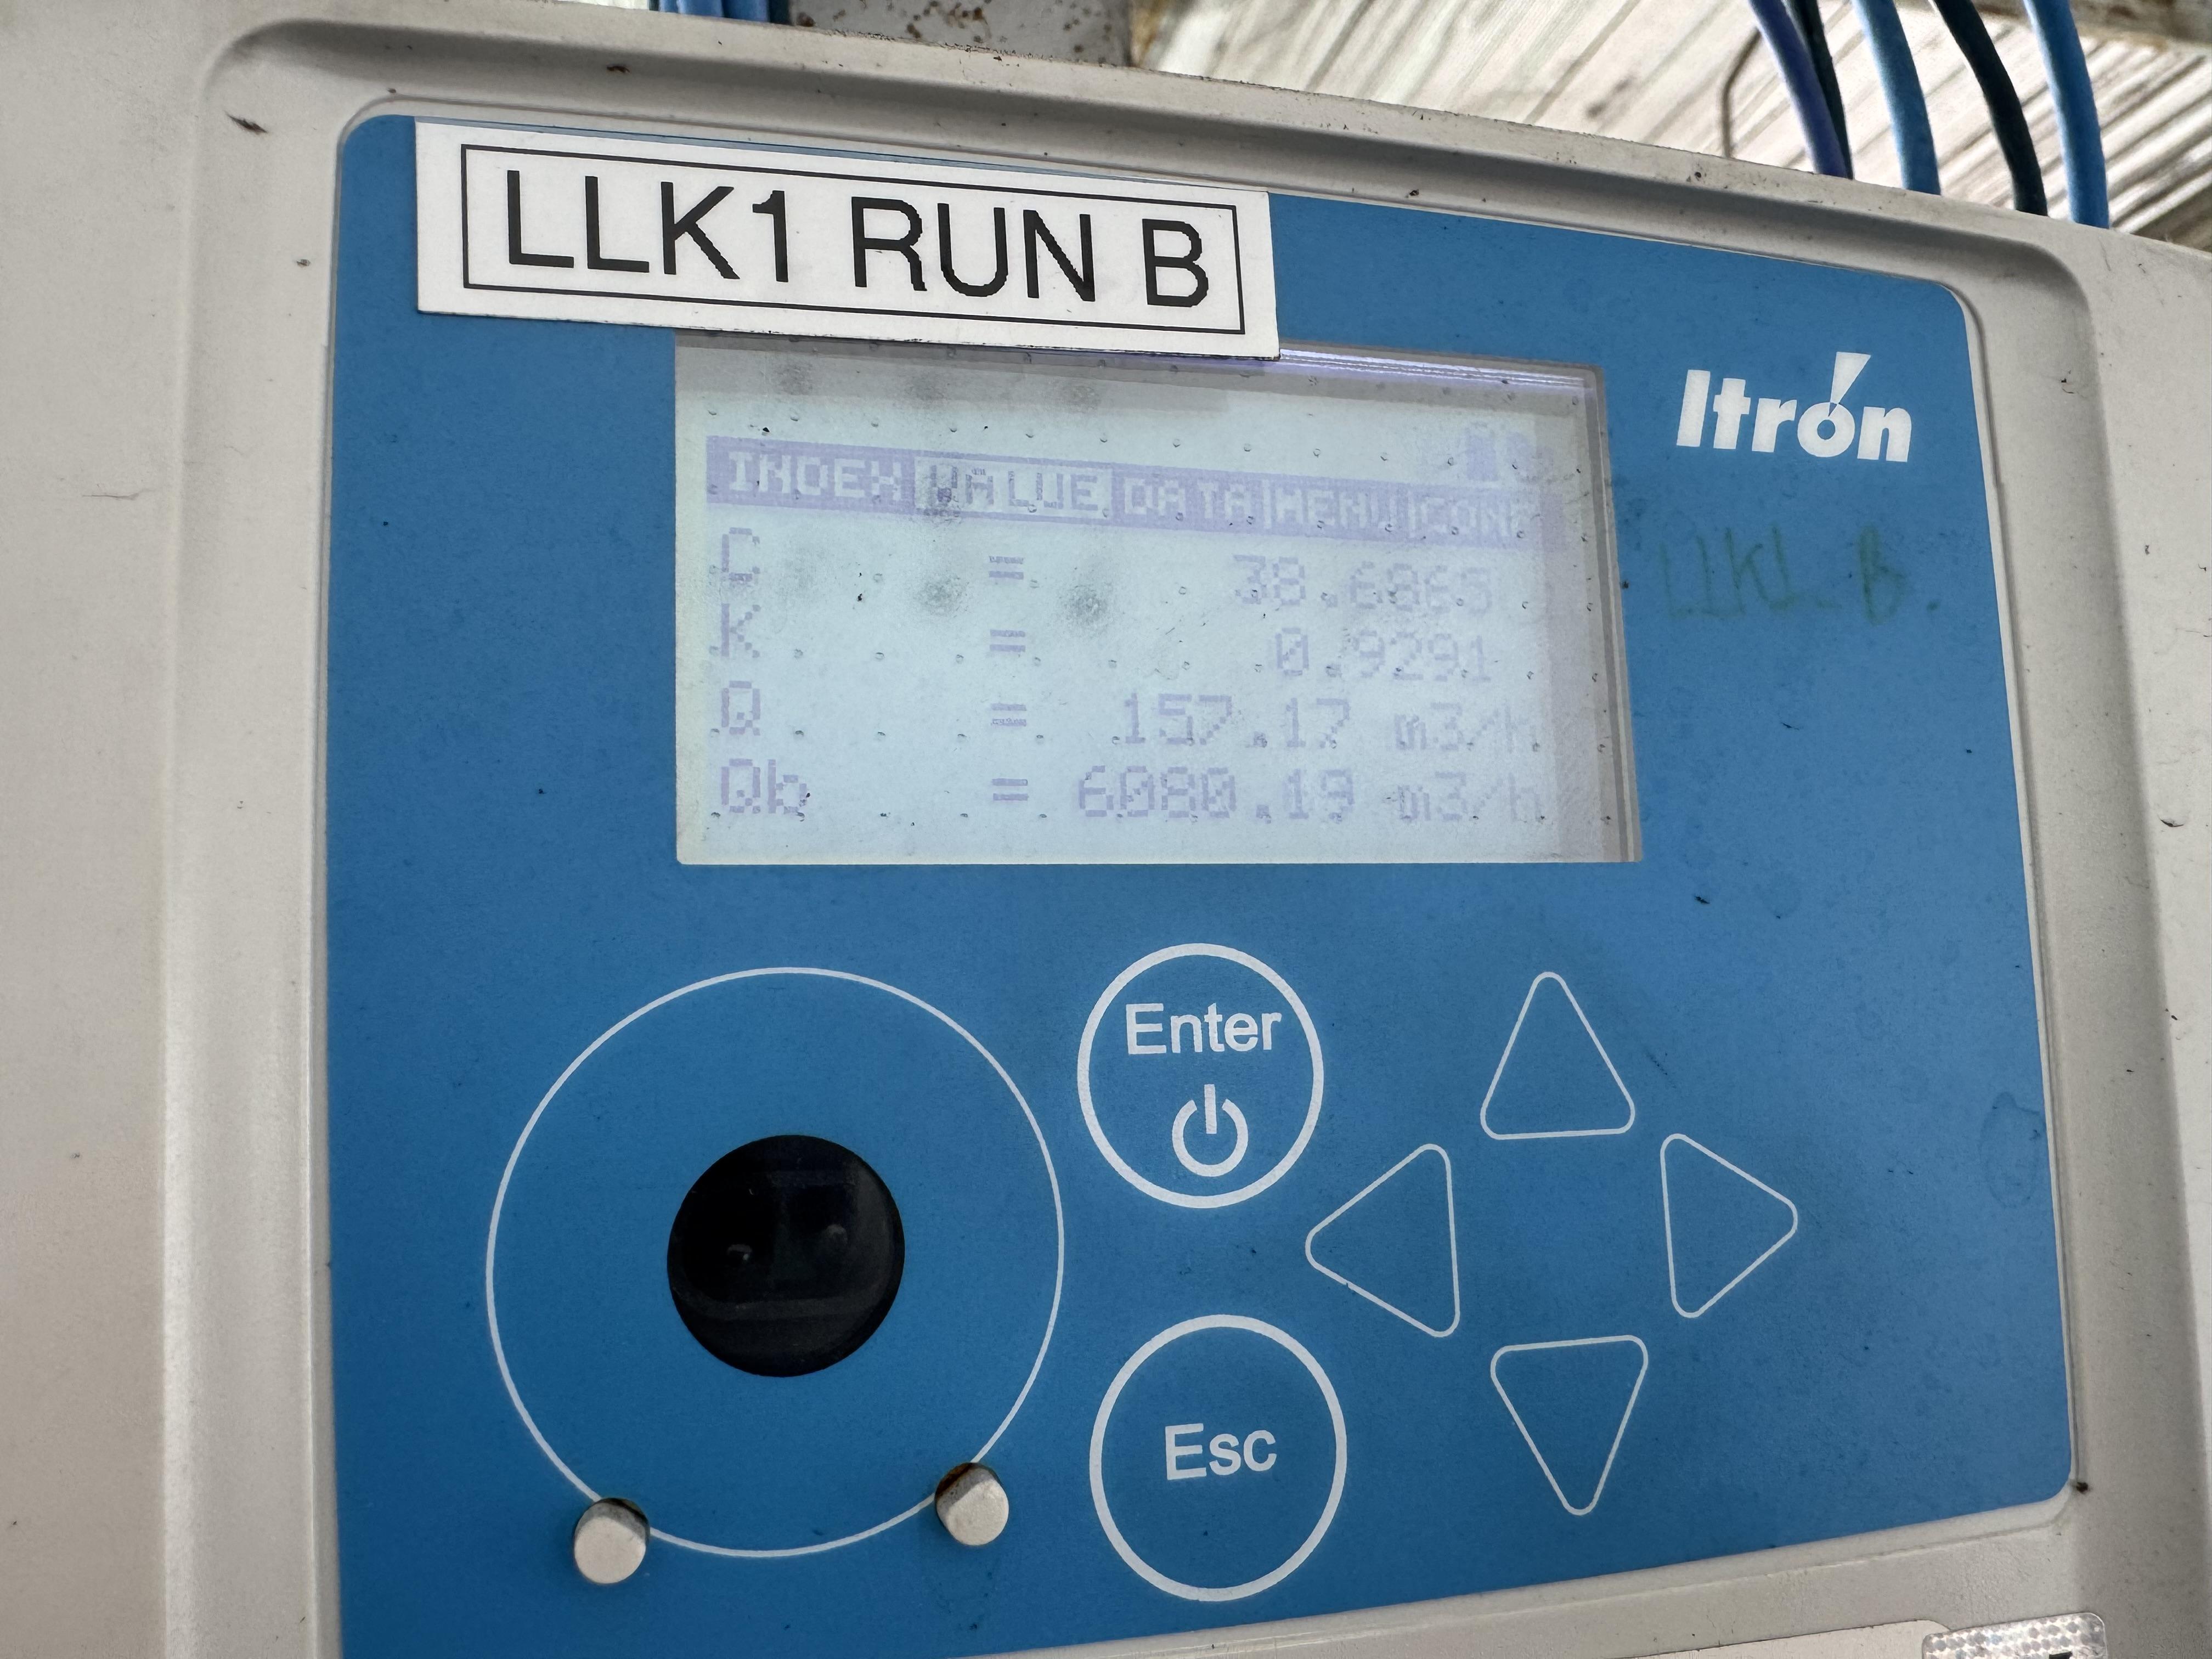 LLK1 RUN B
Itron
INDEX VALUE DATA|MENU|CONF
C = 38.6865
K = 0.9291
Q = 157.17 m3/h
Qb = 6080.19 m3/h
LLK1-B.
Enter
Esc